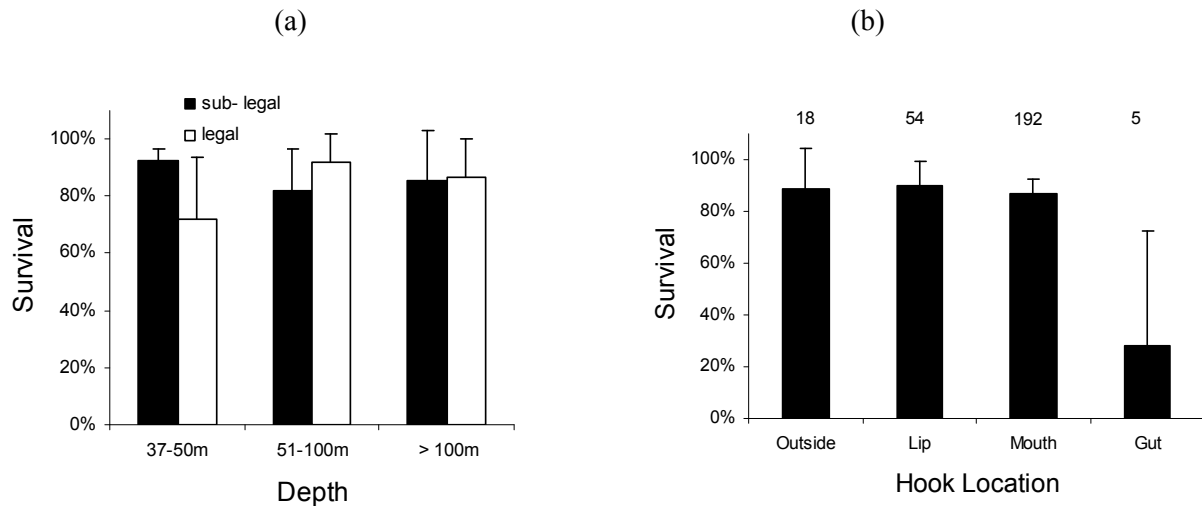 (a)
sub- legal
legal
100%
80%
60%
40%
20%
0%
Survival
37-50m 51-100m > 100m
Depth
(b)
18 54 192 5
100%
80%
60%
40%
20%
0%
Survival
Outside Lip Mouth Gut
Hook Location